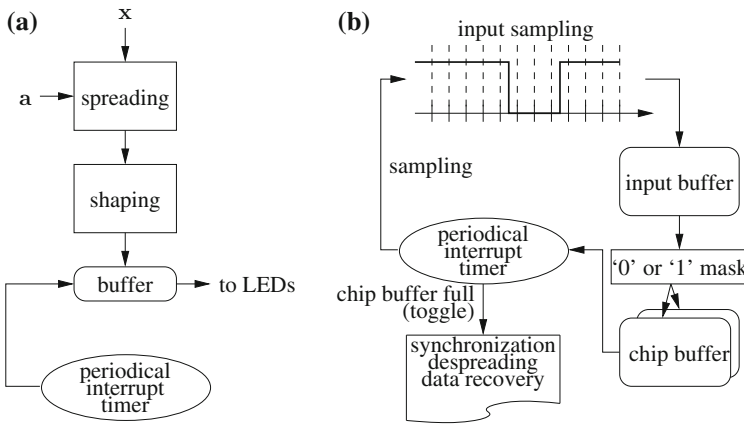 (a)
x
a
spreading
shaping
buffer
to LEDs
periodical
interrupt
timer
(b)
input sampling
sampling
input buffer
periodical
interrupt
timer
'0' or '1' mask
chip buffer full
(toggle)
chip buffer
synchronization
despreading
data recovery